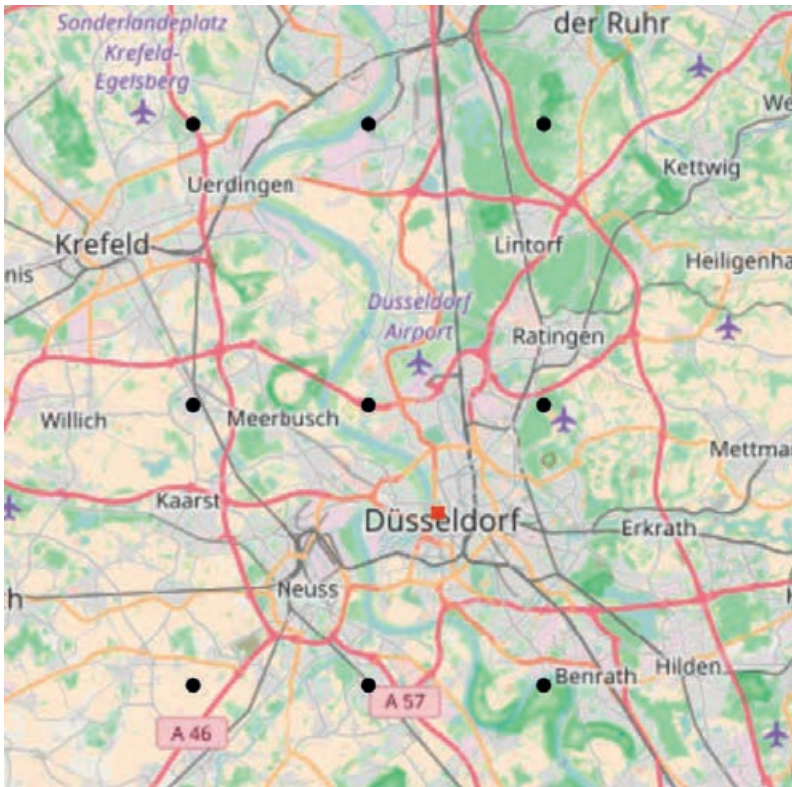 Sonderlandeplatz
Krefeld-
Egelsberg
der Ruhr
We
Kettwig
Uerdingen
Krefeld
nis
Lintorf
Heiligenha
Düsseldorf
Airport
Ratingen
Willich
Meerbusch
Mettma
Kaarst
Düsseldorf
Erkrath
h
Neuss
Benrath
Hilden
A 57
A 46